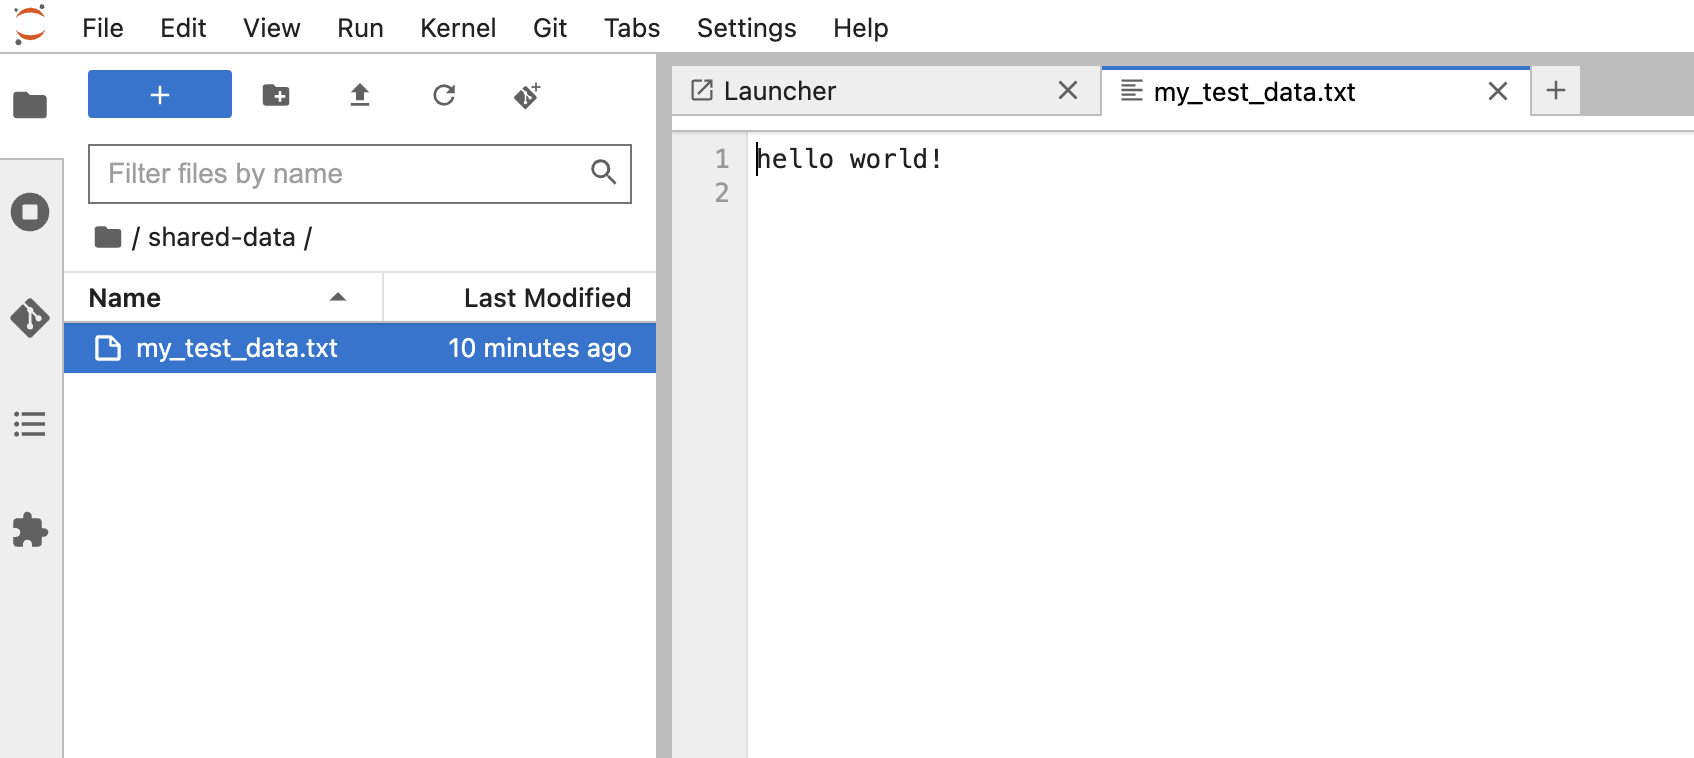 File Edit View Run Kernel Git Tabs Settings Help
+
Filter files by name
/ shared-data /
Name Last Modified
my_test_data.txt 10 minutes ago
Launcher my_test_data.txt +
1 hello world!
2